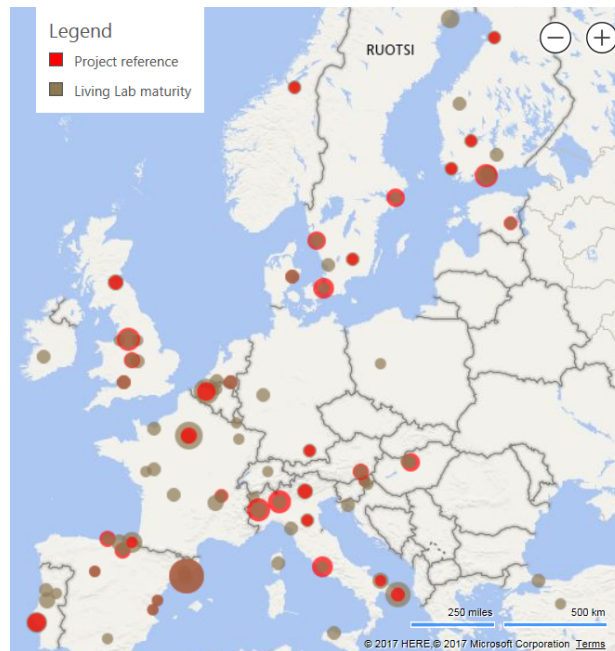 Legend
Project reference
Living Lab maturity
RUOTSI
250 miles
500 km
© 2017 HERE, © 2017 Microsoft Corporation Terms